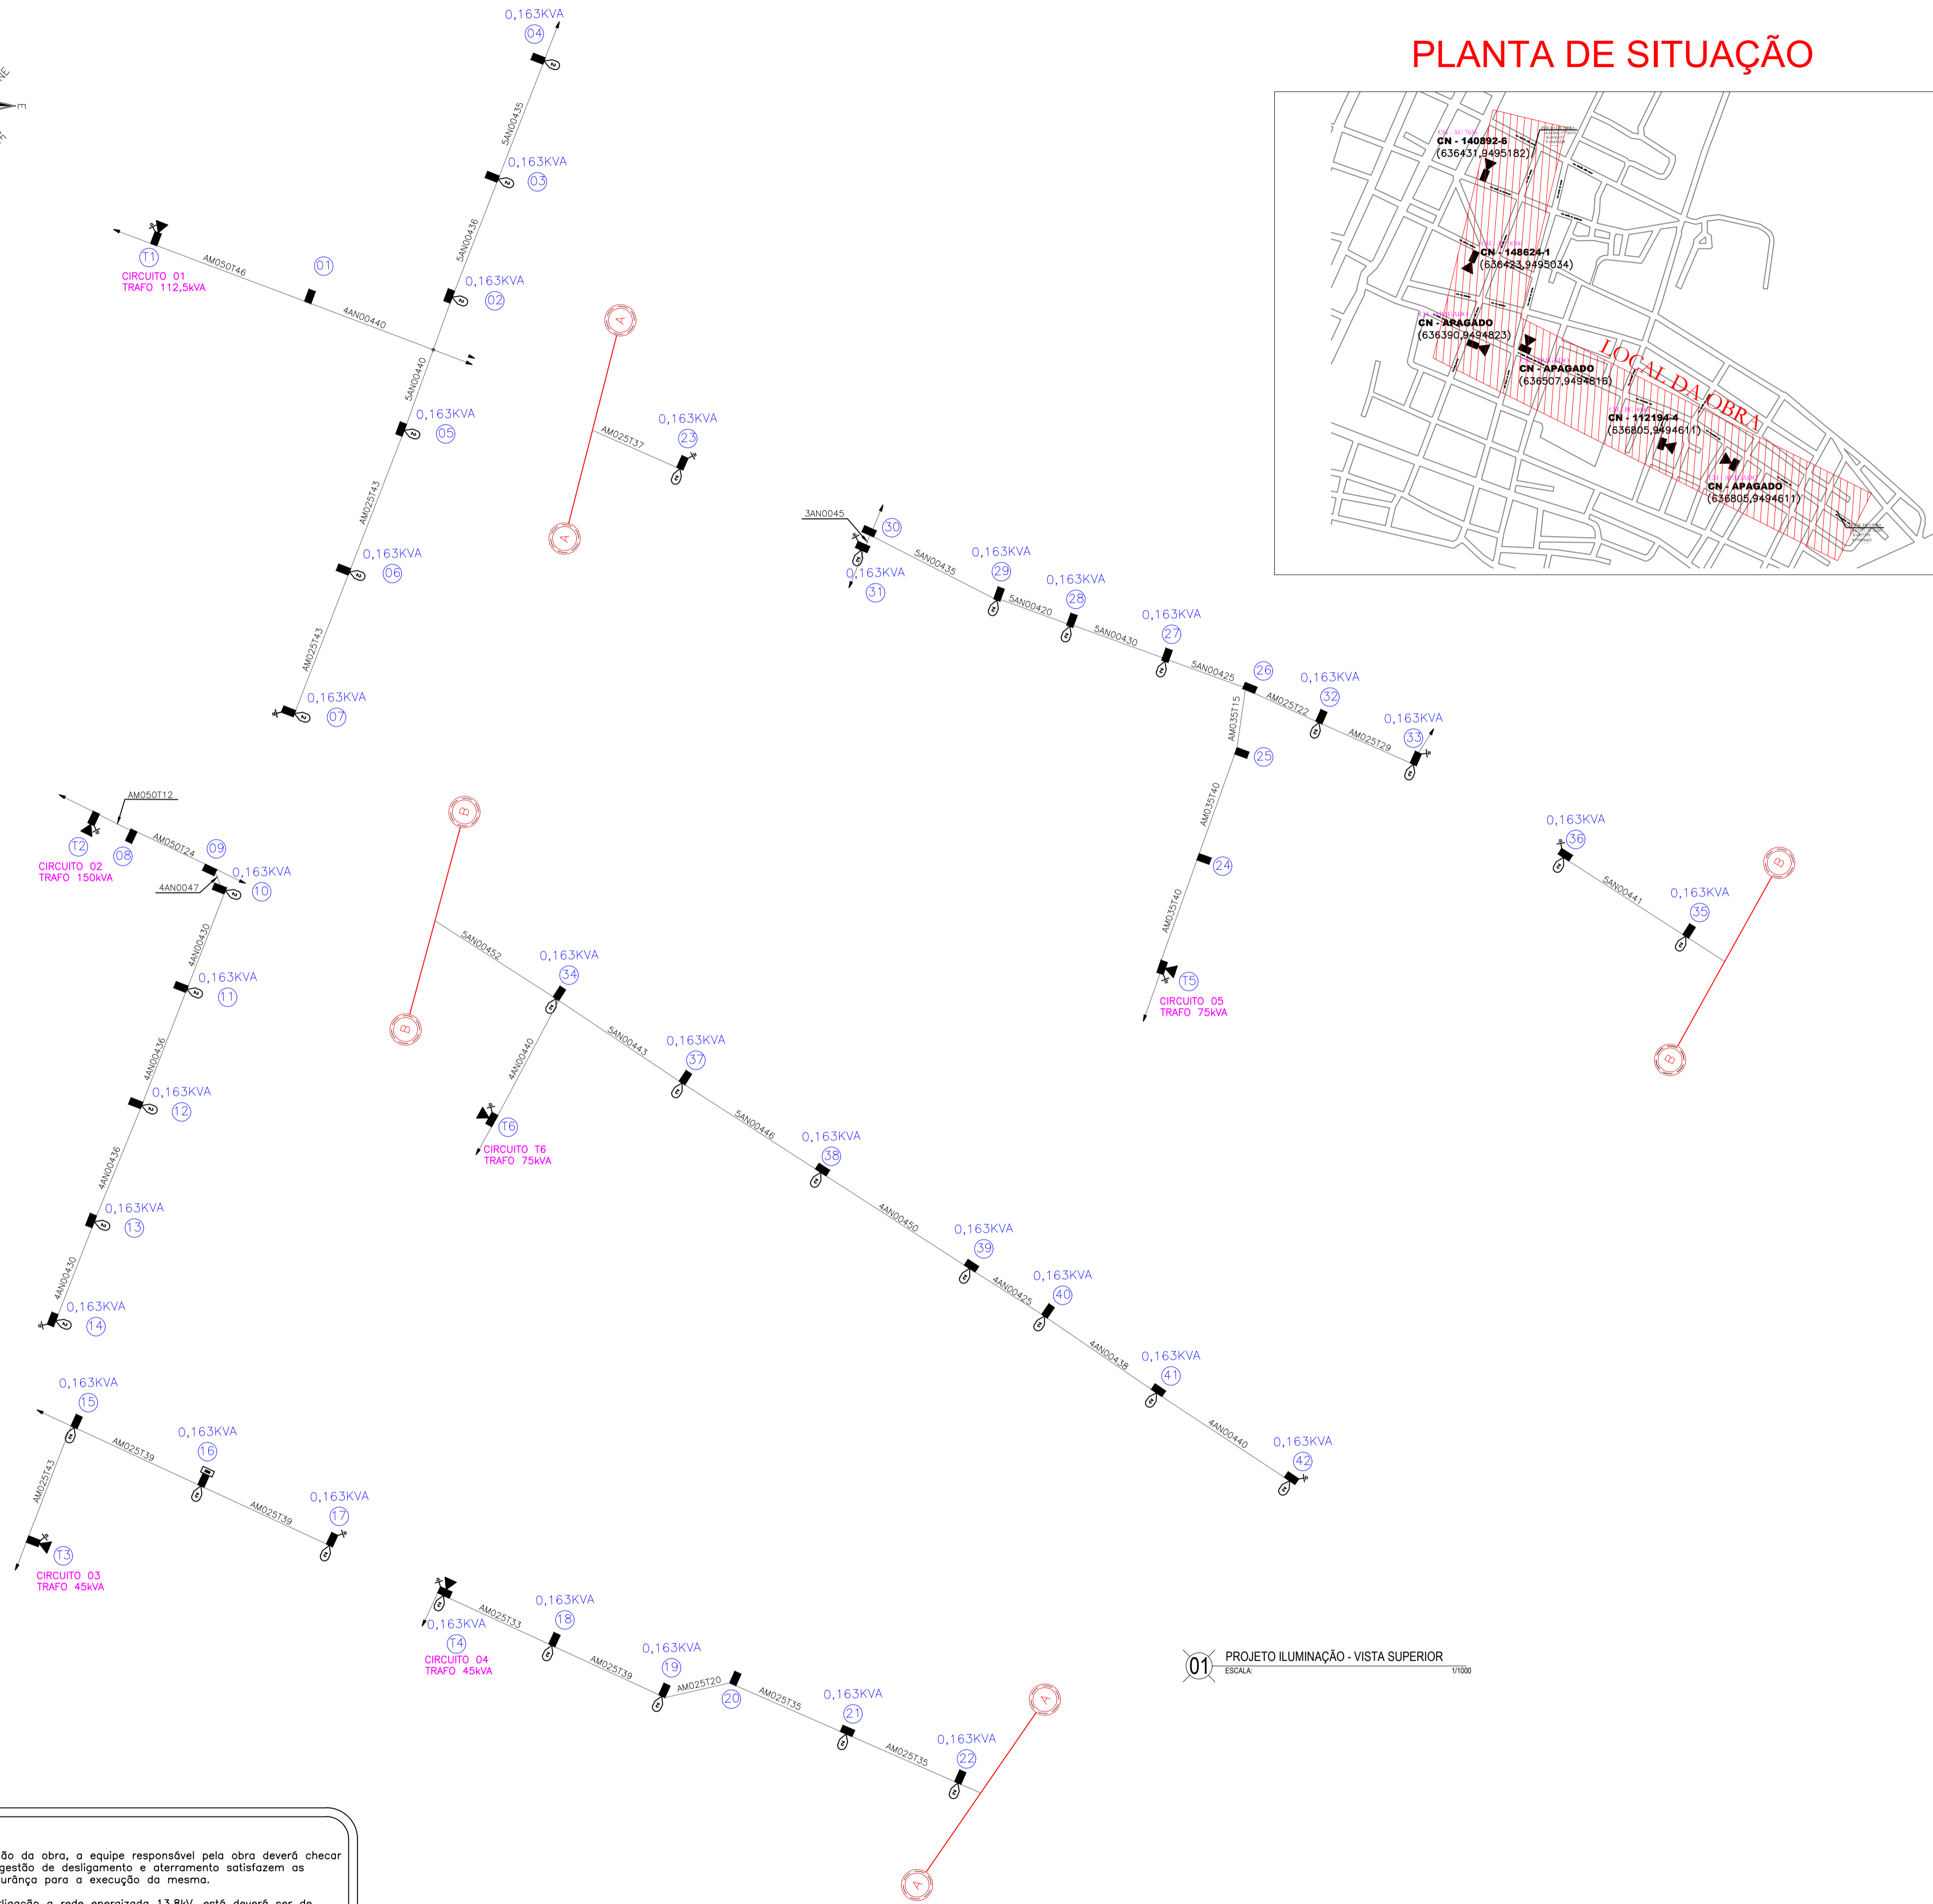 PLANTA DE SITUAÇÃO
CN - 140892-6
(636431,9495182)
CN - 148624-1
(636423,9495034)
CN - APAGADO
(636390,9494823)
CN - APAGADO
(636507,9494816)
LOCAL DA OBRA
CN - 112194-4
(636805,9494611)
CN - APAGADO
(636805,9494611)
NE
E
0,163KVA
04
5AN00435
0,163KVA
03
5AN00436
0,163KVA
02
T1
CIRCUITO 01
TRAFO 112,5kVA
AM050T46
01
4AN00440
5AN00440
0,163KVA
05
AM025T43
0,163KVA
06
AM025T43
0,163KVA
07
A
AM025T37
0,163KVA
23
A
3AN0045
30
0,163KVA
31
5AN00435
0,163KVA
29
5AN00420
0,163KVA
28
5AN00430
0,163KVA
27
5AN00425
26
AM025T22
0,163KVA
32
AM025T29
0,163KVA
33
AM035T15
25
AM035T40
24
AM035T40
T5
CIRCUITO 05
TRAFO 75kVA
AM050T12
T2
CIRCUITO 02
TRAFO 150kVA
08
AM050T24
09
0,163KVA
10
4AN0047
4AN00430
0,163KVA
11
4AN00436
0,163KVA
12
4AN00436
0,163KVA
13
4AN00430
0,163KVA
14
B
B
5AN00452
0,163KVA
34
4AN00440
T6
CIRCUITO T6
TRAFO 75kVA
5AN00443
0,163KVA
37
5AN00446
0,163KVA
38
4AN00450
0,163KVA
39
4AN00425
0,163KVA
40
4AN00438
0,163KVA
41
4AN00440
0,163KVA
42
0,163KVA
36
5AN00441
0,163KVA
35
B
B
0,163KVA
15
AM025T43
T3
CIRCUITO 03
TRAFO 45kVA
AM025T39
0,163KVA
16
AM025T39
0,163KVA
17
0,163KVA
T4
CIRCUITO 04
TRAFO 45kVA
AM025T33
0,163KVA
18
AM025T39
0,163KVA
19
AM025T20
20
AM025T35
0,163KVA
21
AM025T35
0,163KVA
22
A
A
01
PROJETO ILUMINAÇÃO - VISTA SUPERIOR
ESCALA: 1/1000
ão da obra, a equipe responsável pela obra deverá checar
gestão de desligamento e aterramento satisfazem as
urãnça para a execução da mesma.
ligação a rede energizada 13,8kV, está deverá ser de